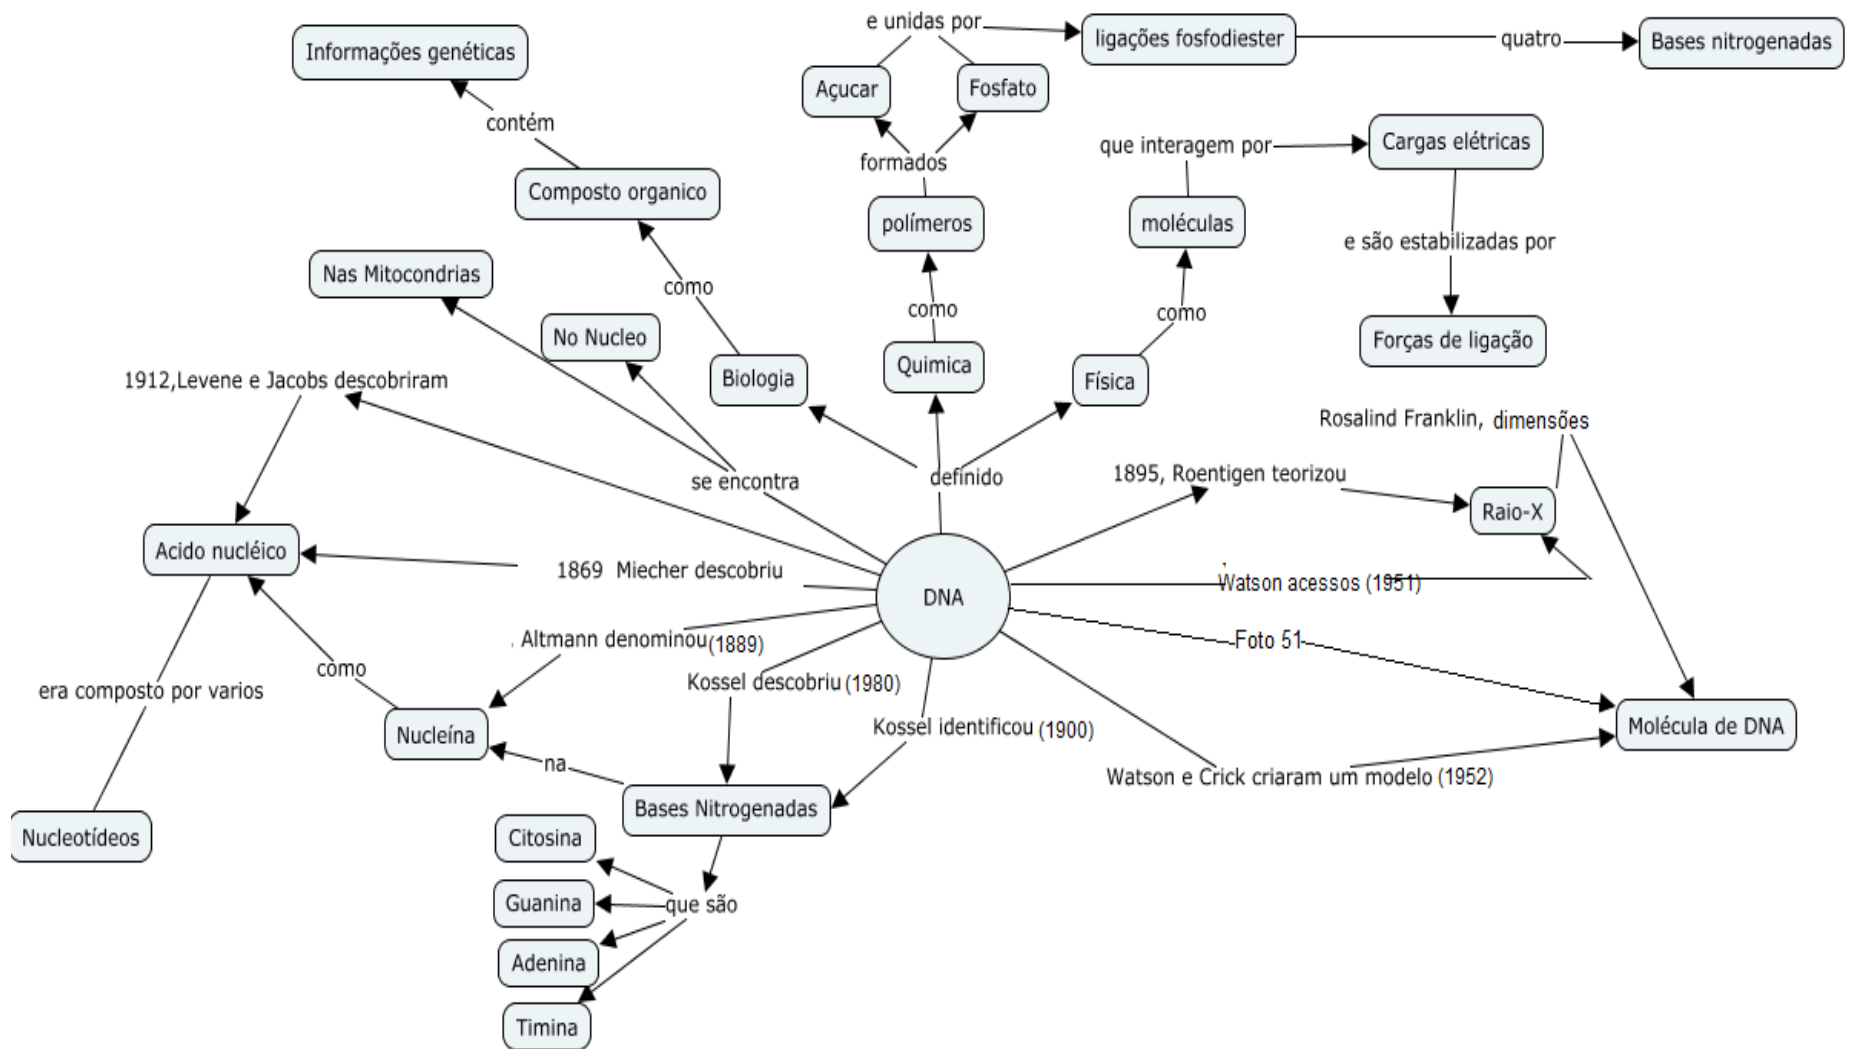 e unidas por
ligações fosfodiester
quatro
Bases nitrogenadas
Informações genéticas
Açucar
Fosfato
contém
formados
que interagem por
Cargas elétricas
Composto organico
polímeros
moléculas
e são estabilizadas por
Nas Mitocondrias
como
como
como
No Nucleo
Forças de ligação
Biologia
Quimica
Física
1912,Levene e Jacobs descobriram
Rosalind Franklin, dimensões
se encontra
definido
1895, Roentigen teorizou
Raio-X
Acido nucléico
1869 Miecher descobriu
DNA
Watson acessos (1951)
. Altmann denominou (1889)
Foto 51
como
era composto por varios
Kossel descobriu (1980)
Kossel identificou (1900)
Nucleína
Molécula de DNA
na
Watson e Crick criaram um modelo (1952)
Bases Nitrogenadas
Nucleotídeos
Citosina
Guanina
que são
Adenina
Timina